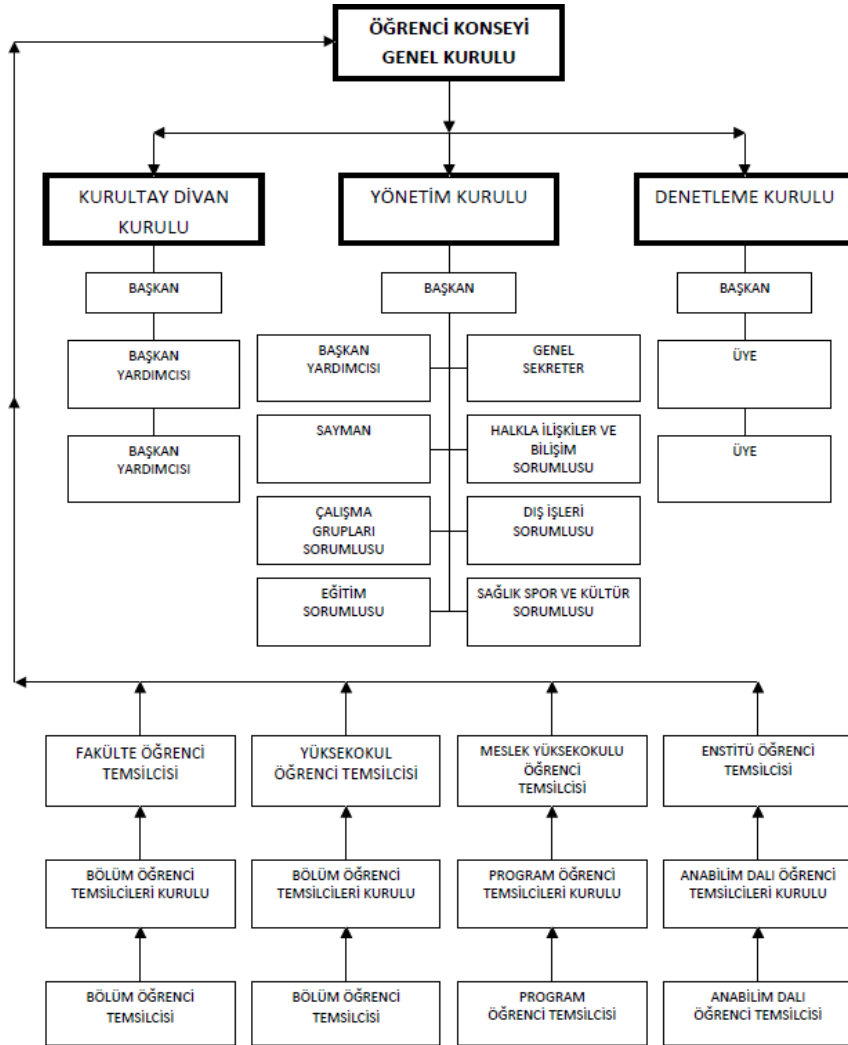 ÖĞRENCİ KONSEYİ
GENEL KURULU
KURULTAY DİVAN
KURULU
YÖNETİM KURULU
DENETLEME KURULU
BAŞKAN
BAŞKAN
BAŞKAN
BAŞKAN
YARDIMCISI
BAŞKAN
YARDIMCISI
GENEL
SEKRETER
ÜYE
BAŞKAN
YARDIMCISI
SAYMAN
HALKLA İLİŞKİLER VE
BİLİŞİM
SORUMLUSU
ÜYE
ÇALIŞMA
GRUPLARI
SORUMLUSU
DIŞ İŞLERİ
SORUMLUSU
EĞİTİM
SORUMLUSU
SAĞLIK SPOR VE KÜLTÜR
SORUMLUSU
FAKÜLTE ÖĞRENCİ
TEMSİLCİSİ
YÜKSEKOKUL
ÖĞRENCİ TEMSİLCİSİ
MESLEK YÜKSEKOKULU
ÖĞRENCİ
TEMSİLCİSİ
ENSTİTÜ ÖĞRENCİ
TEMSİLCİSİ
BÖLÜM ÖĞRENCİ
TEMSİLCİLERİ KURULU
BÖLÜM ÖĞRENCİ
TEMSİLCİLERİ KURULU
PROGRAM ÖĞRENCİ
TEMSİLCİLERİ KURULU
ANABİLİM DALI ÖĞRENCİ
TEMSİLCİLERİ KURULU
BÖLÜM ÖĞRENCİ
TEMSİLCİSİ
BÖLÜM ÖĞRENCİ
TEMSİLCİSİ
PROGRAM
ÖĞRENCİ TEMSİLCİSİ
ANABİLİM DALI
ÖĞRENCİ TEMSİLCİSİ